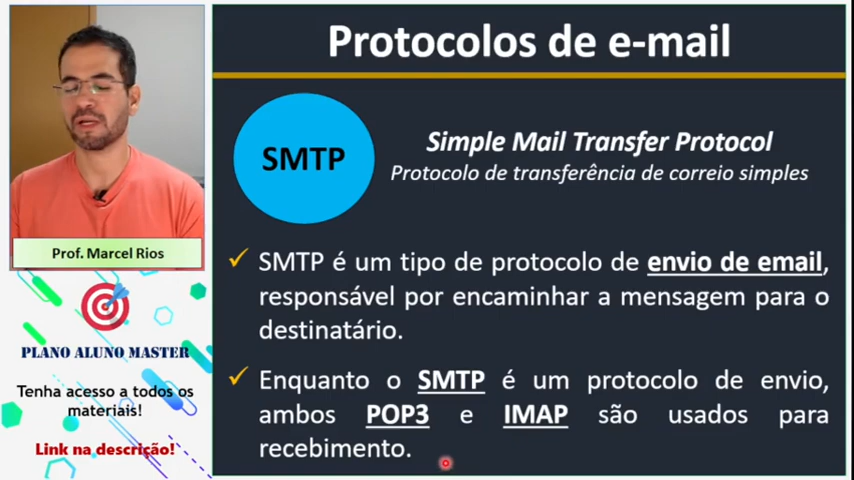 Protocolos de e-mail
SMTP
Simple Mail Transfer Protocol
Protocolo de transferência de correio simples
✓ SMTP é um tipo de protocolo de envio de email,
responsável por encaminhar a mensagem para o
destinatário.
✓ Enquanto o SMTP é um protocolo de envio,
ambos POP3 e IMAP são usados para
recebimento.
Prof. Marcel Rios
PLANO ALUNO MASTER
Tenha acesso a todos os
materiais!
Link na descrição!